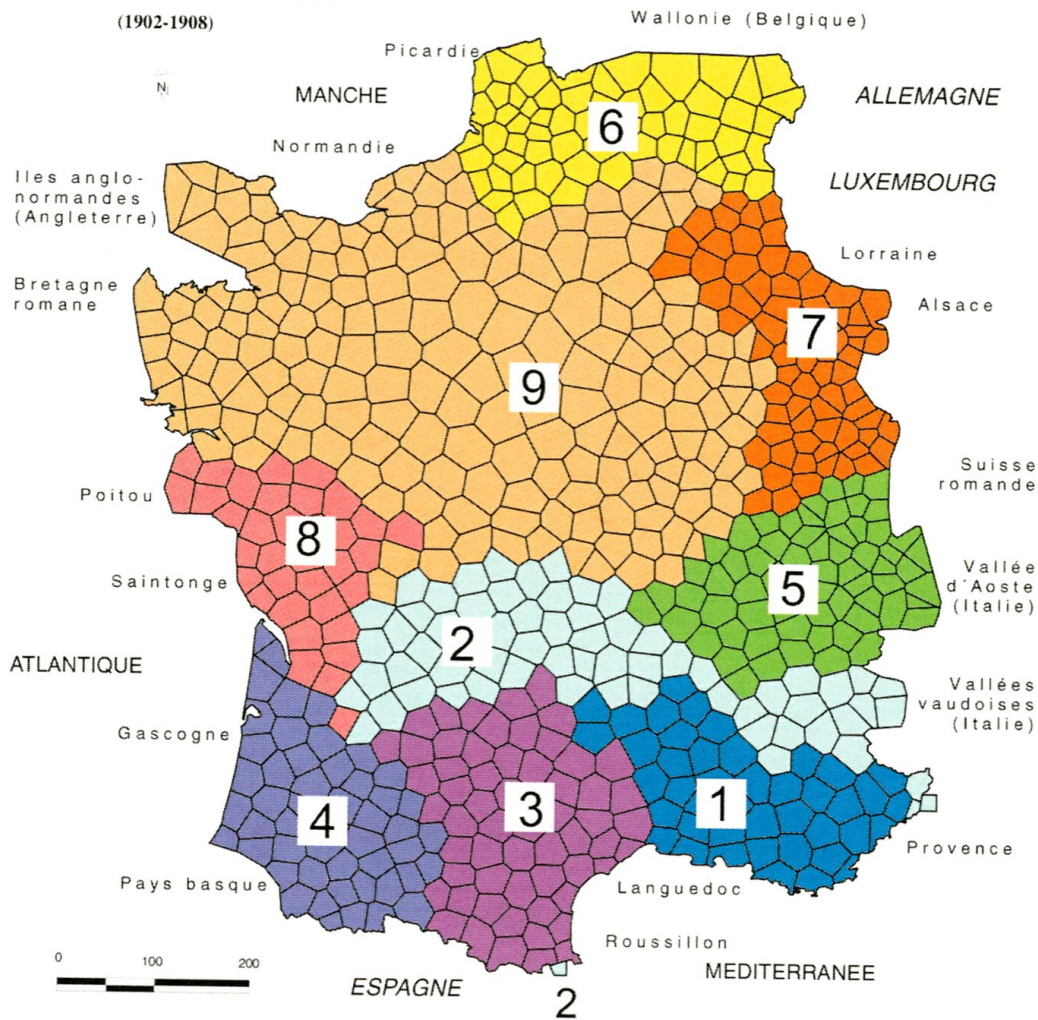 (1902-1908)
Wallonie (Belgique)
Picardie
N
MANCHE
ALLEMAGNE
6
Normandie
Iles anglo-
normandes
(Angleterre)
LUXEMBOURG
Lorraine
Bretagne
romane
Alsace
7
9
Suisse
romande
Poitou
8
Vallée
d'Aoste
(Italie)
Saintonge
5
2
ATLANTIQUE
Vallées
vaudoises
(Italie)
Gascogne
1
3
4
Provence
Pays basque
Languedoc
Roussillon
0 100 200
MEDITERRANEE
ESPAGNE
2